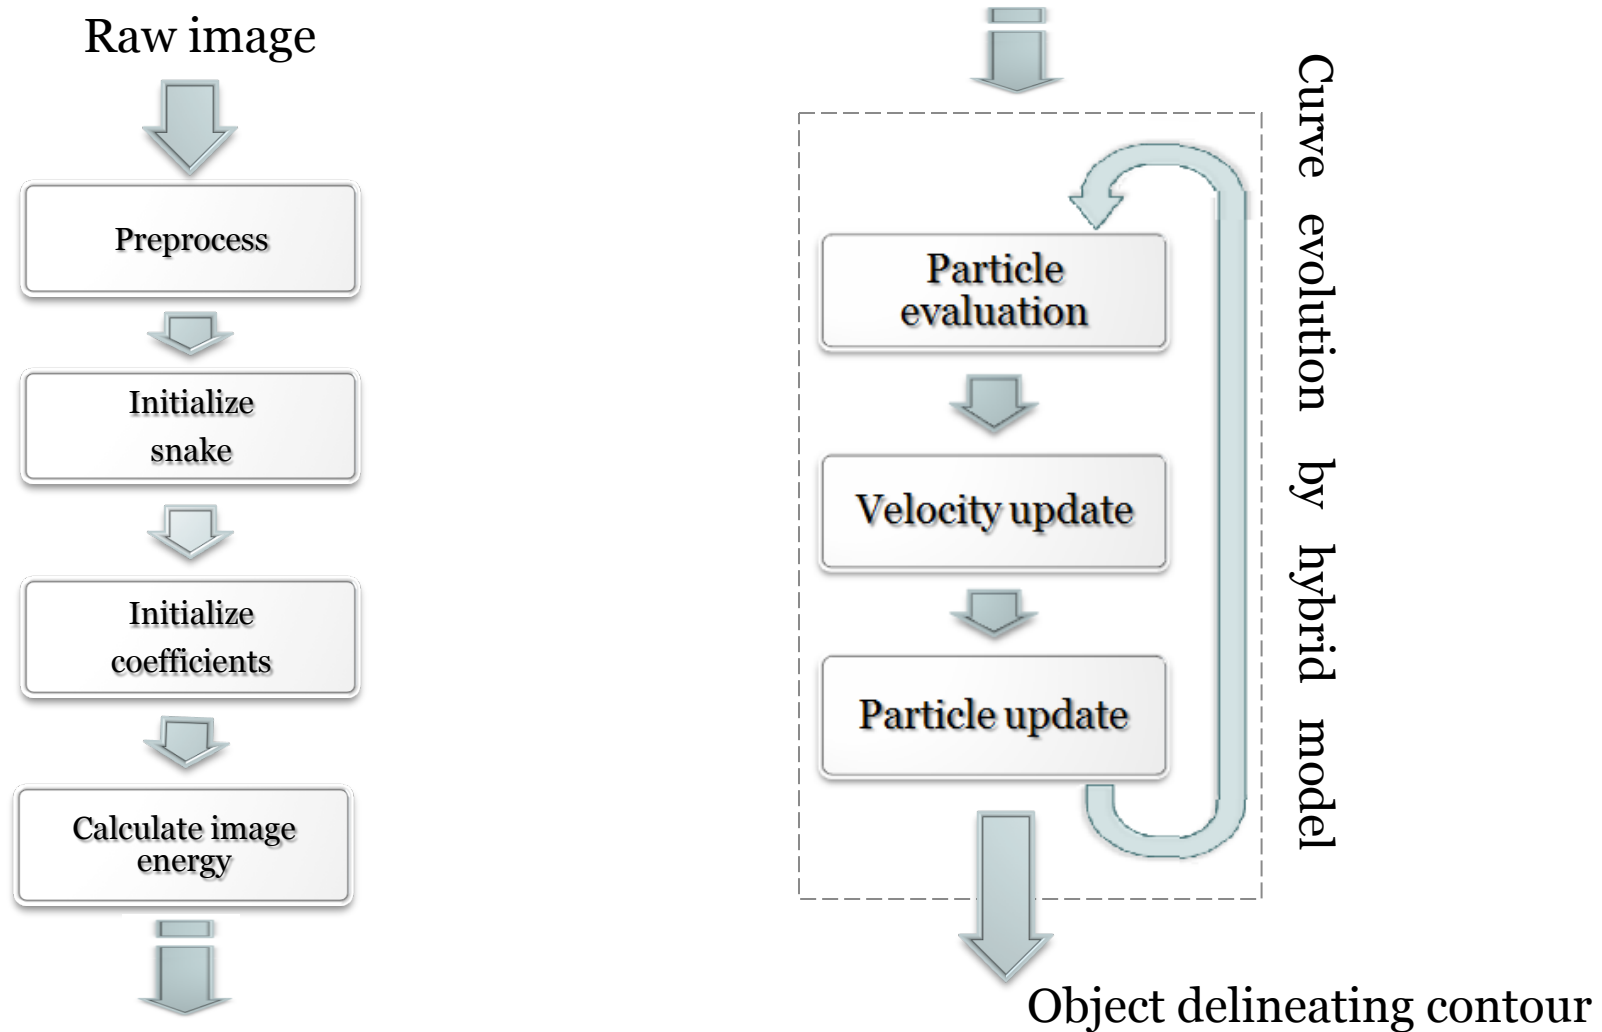 Raw image
Preprocess
Initialize
snake
Initialize
coefficients
Calculate image
energy
Particle
evaluation
Velocity update
Particle update
Curve evolution by hybrid model
Object delineating contour